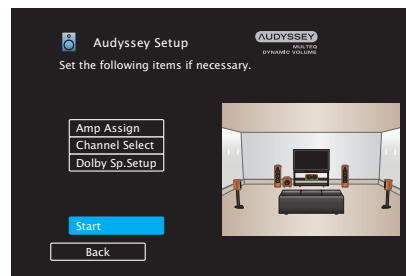 Audyssey Setup
AUDYSSEY
MULTEQ
DYNAMIC VOLUME
Set the following items if necessary.
Amp Assign
Channel Select
Dolby Sp.Setup
Start
Back